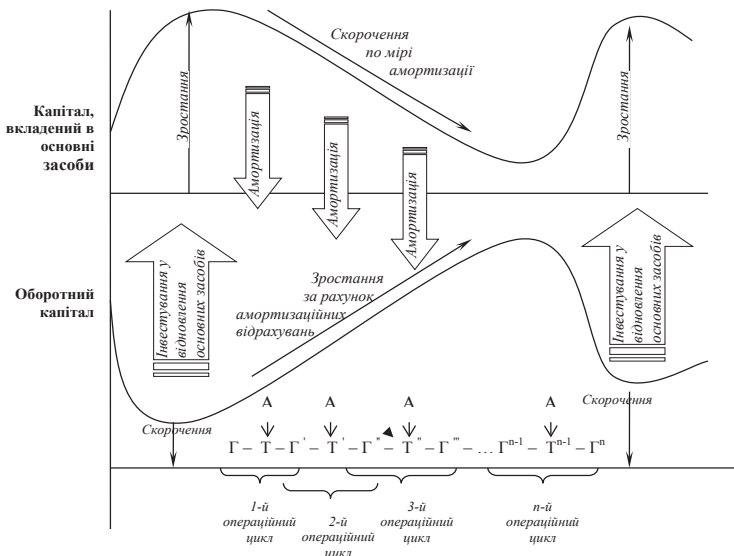 Скорочення
по мірі
амортизації
Зростання
Зростання
Капітал,
вкладений в
основні
засоби
Амортизація
Амортизація
Амортизація
Інвестування у
відновлення
основних засобів
Інвестування у
відновлення
основних засобів
Оборотний
капітал
Зростання
за рахунок
амортизаційних
відрахувань
A A A A
Скорочення
Скорочення
Г – Т – Г' – Т' – Г'' – Т'' – Г''' – ... Гⁿ⁻¹ – Тⁿ⁻¹ – Гⁿ
1-й
операційний
цикл
2-й
операційний
цикл
3-й
операційний
цикл
n-й
операційний
цикл